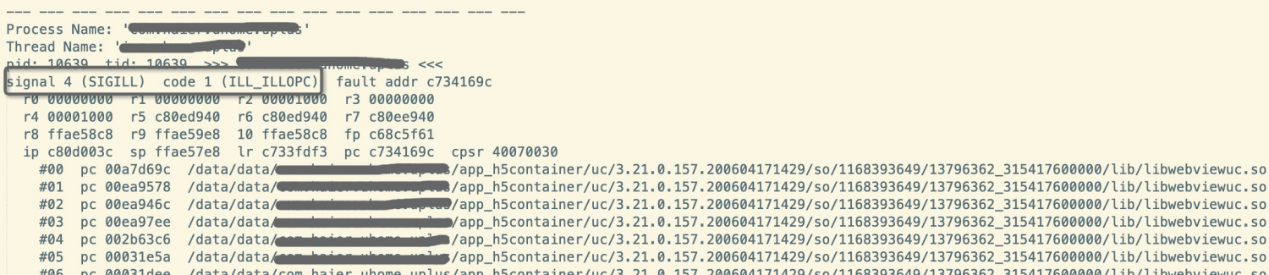 --- --- --- --- --- --- --- --- --- --- --- --- --- --- --- ---
Process Name: '
Thread Name: '
pid: 10639 tid: 10639 >>> <<<
signal 4 (SIGILL) code 1 (ILL_ILLOPC) fault addr c734169c
r0 00000000 r1 00000000 r2 00001000 r3 00000000
r4 00001000 r5 c80ed940 r6 c80ed940 r7 c80ee940
r8 ffae58c8 r9 ffae59e8 10 ffae58c8 fp c68c5f61
ip c80d003c sp ffae57e8 lr c733fdf3 pc c734169c cpsr 40070030
#00 pc 00a7d69c /data/data/ /app_h5container/uc/3.21.0.157.200604171429/so/1168393649/13796362_315417600000/lib/libwebviewuc.so
#01 pc 00ea9578 /data/data/ /app_h5container/uc/3.21.0.157.200604171429/so/1168393649/13796362_315417600000/lib/libwebviewuc.so
#02 pc 00ea946c /data/data/ /app_h5container/uc/3.21.0.157.200604171429/so/1168393649/13796362_315417600000/lib/libwebviewuc.so
#03 pc 00ea97ee /data/data/ /app_h5container/uc/3.21.0.157.200604171429/so/1168393649/13796362_315417600000/lib/libwebviewuc.so
#04 pc 002b63c6 /data/data/ /app_h5container/uc/3.21.0.157.200604171429/so/1168393649/13796362_315417600000/lib/libwebviewuc.so
#05 pc 00031e5a /data/data/ /app_h5container/uc/3.21.0.157.200604171429/so/1168393649/13796362_315417600000/lib/libwebviewuc.so
#06 pc 00031dee /data/data/com.haier.uhome.uplus/app_h5container/uc/3.21.0.157.200604171429/so/1168393649/13796362_315417600000/lib/libwebviewuc.so